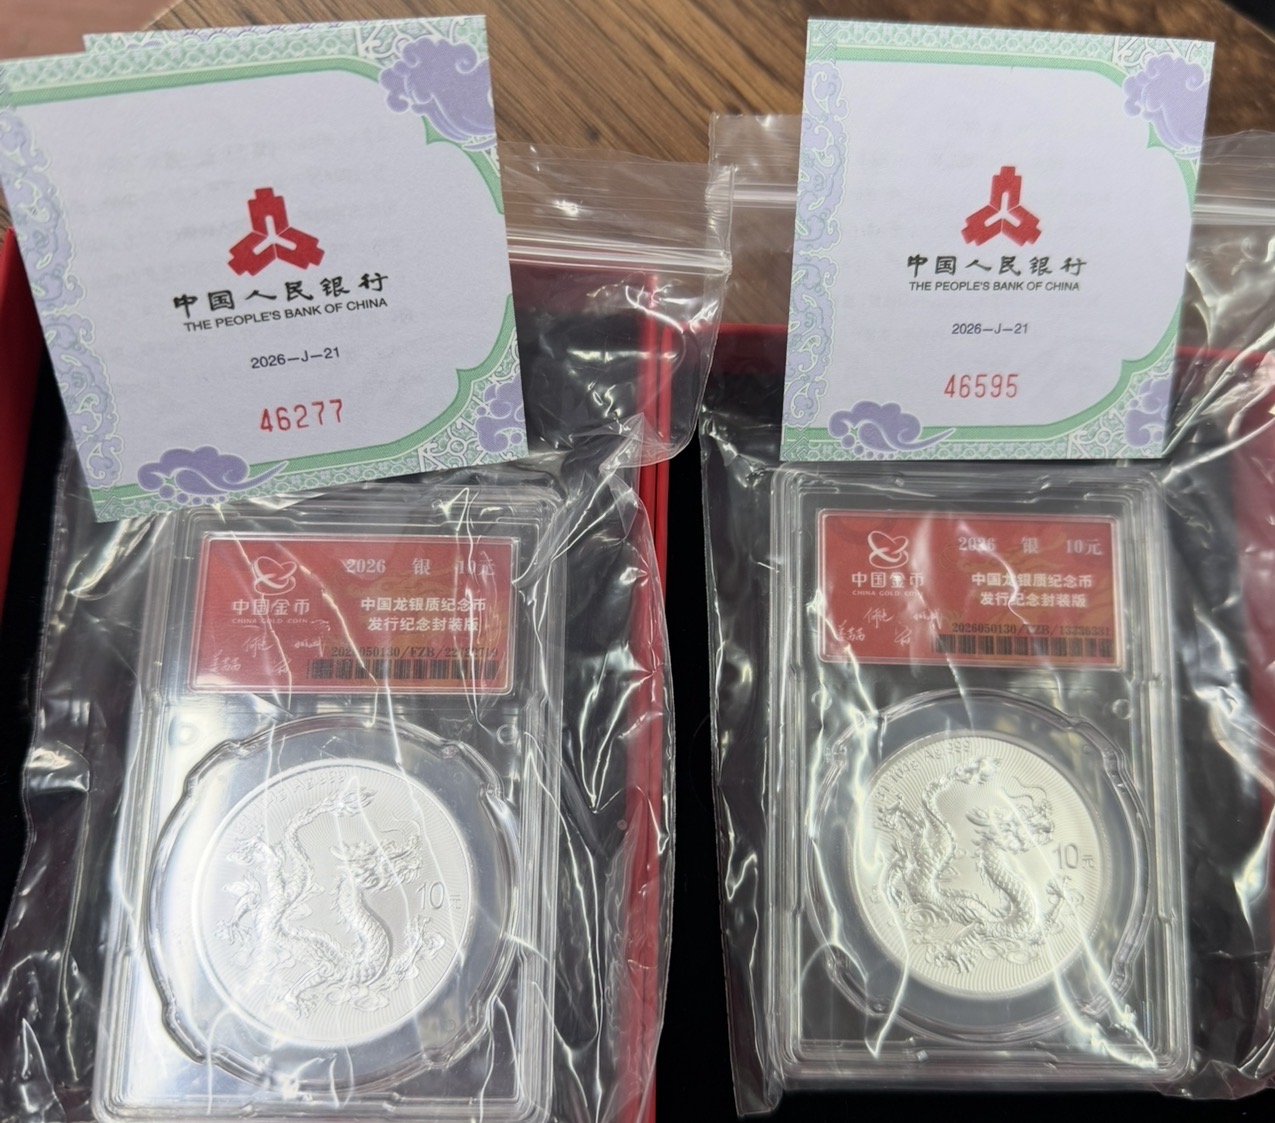 中国人民银行
THE PEOPLE'S BANK OF CHINA
2026—J—21
46277
中国人民银行
THE PEOPLE'S BANK OF CHINA
2026—J—21
46595
中国金币
CHINA GOLD COIN
2026 银 10元
中国龙银质纪念币
发行纪念封装版
10元
中国金币
CHINA GOLD COIN
2026 银 10元
中国龙银质纪念币
发行纪念封装版
2026050130/FZB/13736331
10元